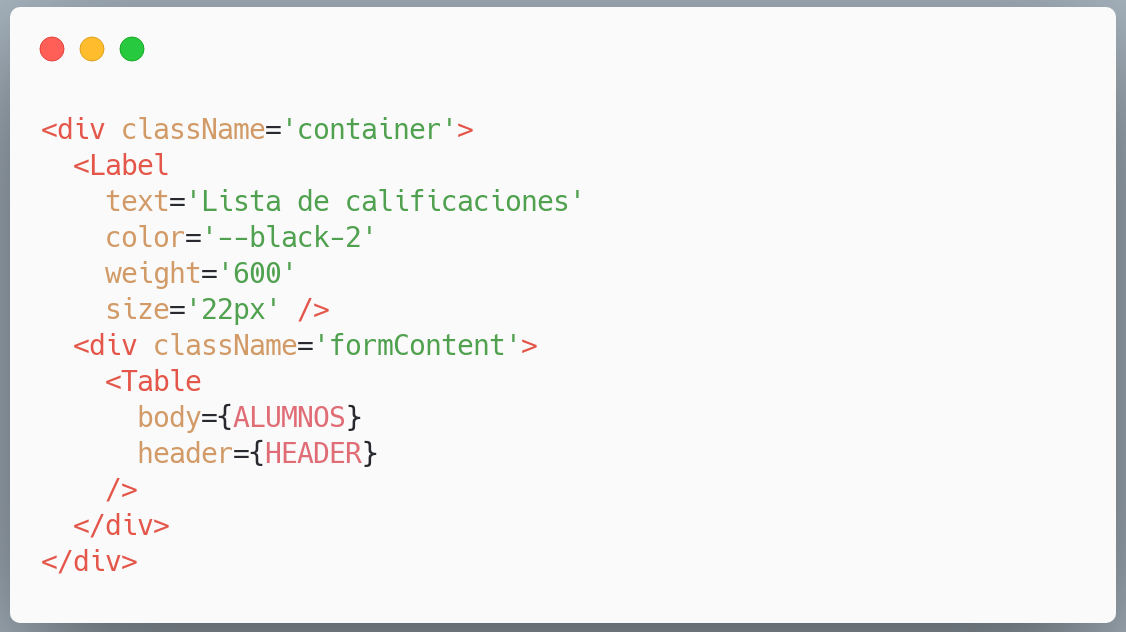 <div className='container'>
  <Label
    text='Lista de calificaciones'
    color='--black-2'
    weight='600'
    size='22px' />
  <div className='formContent'>
    <Table
      body={ALUMNOS}
      header={HEADER}
    />
  </div>
</div>